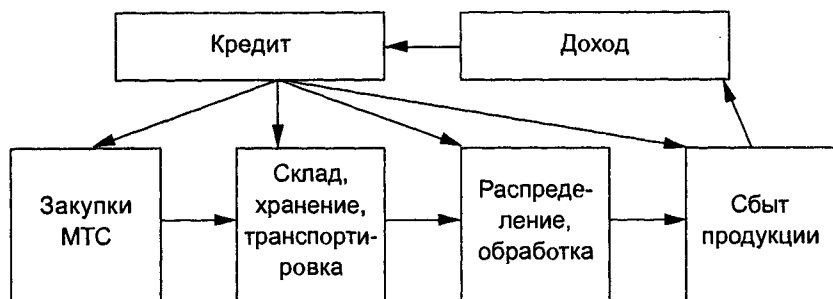 Кредит
Доход
Закупки
МТС
Склад,
хранение,
транспорти-
ровка
Распреде-
ление,
обработка
Сбыт
продукции